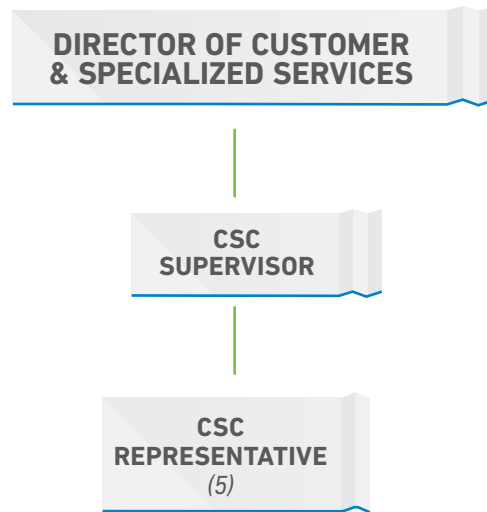 DIRECTOR OF CUSTOMER
& SPECIALIZED SERVICES
CSC
SUPERVISOR
CSC
REPRESENTATIVE
(5)